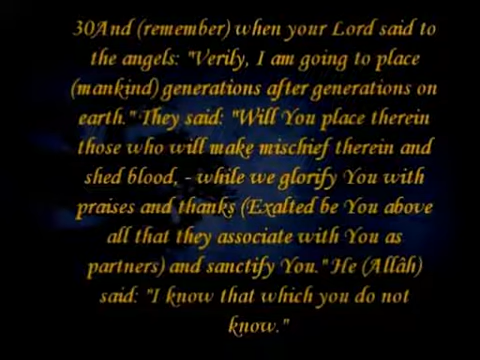 30And (remember) when your Lord said to
the angels: "Verily, I am going to place
(mankind) generations after generations on
earth." They said: "Will You place therein
those who will make mischief therein and
shed blood, - while we glorify You with
praises and thanks (Exalted be You above
all that they associate with You as
partners) and sanctify You." He (Allâh)
said: "I know that which you do not
know."